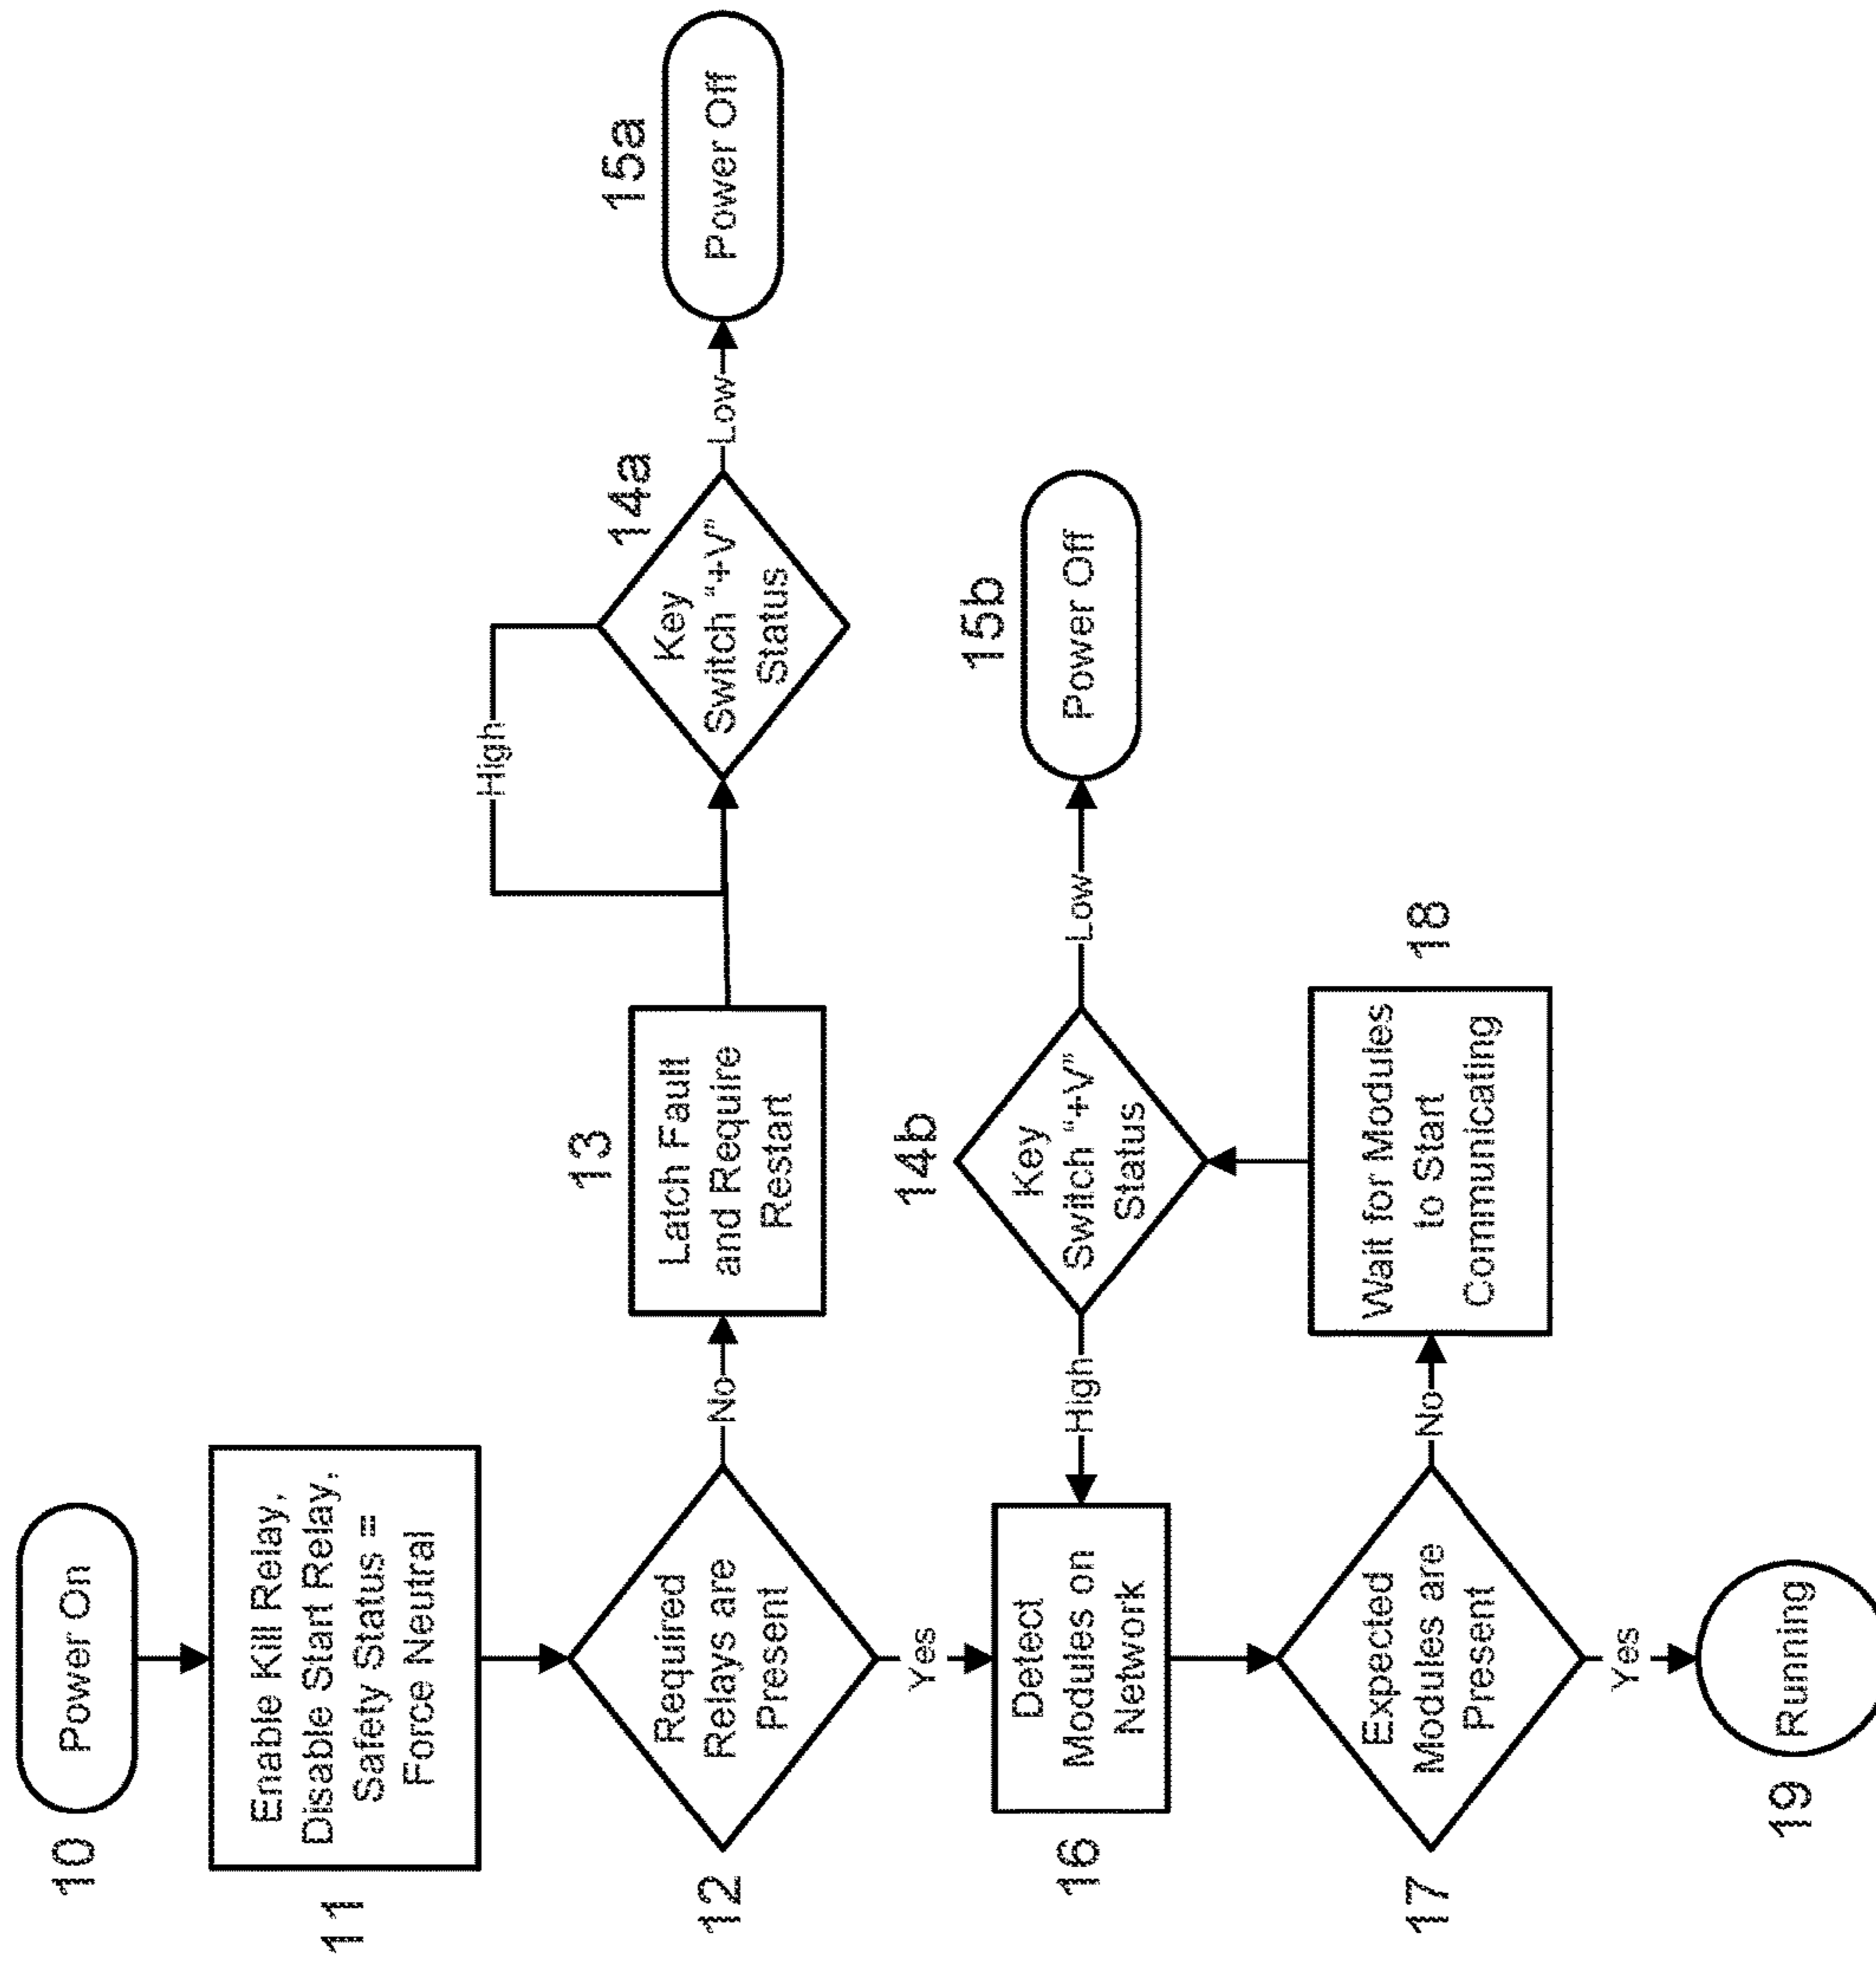 10
Power On
11
Enable Kill Relay,
Disable Start Relay,
Safety Status =
Force Neutral
12
Required
Relays are
Present
No
13
Latch Fault
and Require
Restart
High
14a
Key
Switch "+V"
Status
Low
15a
Power Off
Yes
16
Detect
Modules on
Network
High
14b
Key
Switch "+V"
Status
Low
15b
Power Off
17
Expected
Modules are
Present
No
Wait for Modules
to Start
Communicating
18
Yes
19
Running